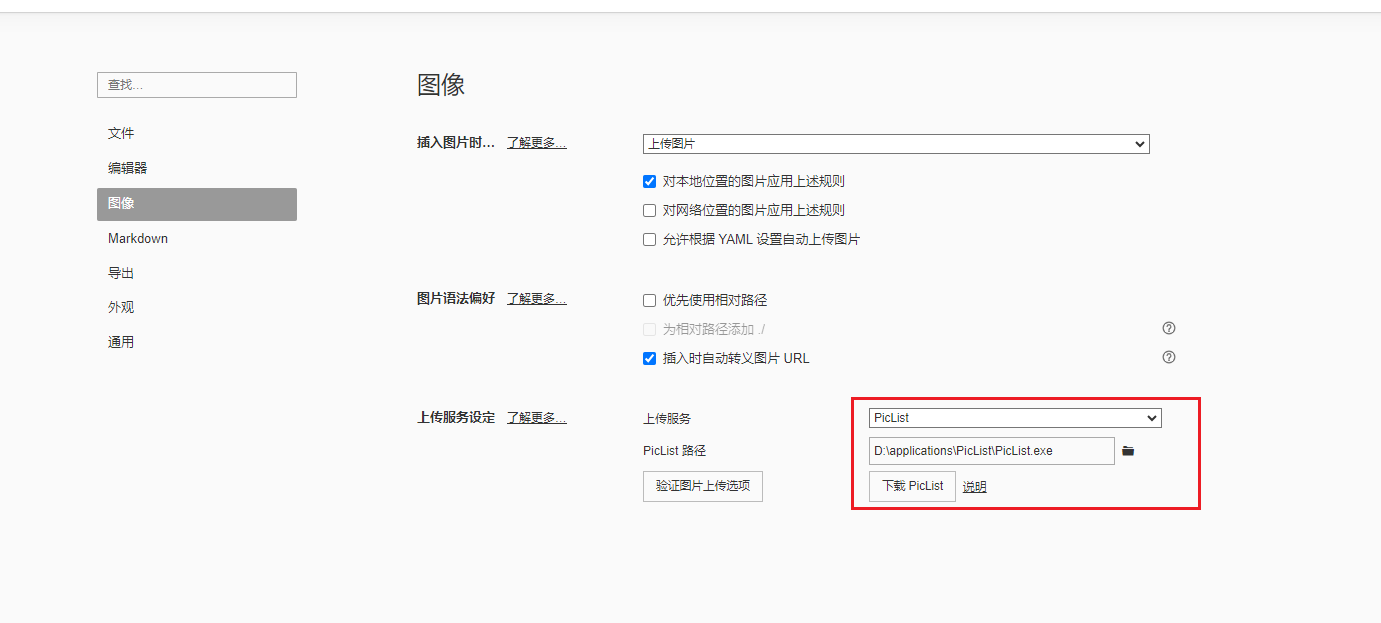 查找...
文件
编辑器
图像
Markdown
导出
外观
通用
图像
插入图片时... 了解更多... 上传图片
对本地位置的图片应用上述规则
对网络位置的图片应用上述规则
允许根据 YAML 设置自动上传图片
图片语法偏好 了解更多... 优先使用相对路径
为相对路径添加 ./ ?
插入时自动转义图片 URL ?
上传服务设定 了解更多... 上传服务 PicList
PicList 路径 D:\applications\PicList\PicList.exe
验证图片上传选项 下载 PicList 说明